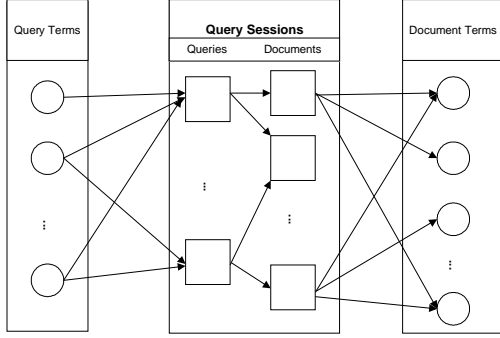 Query Terms
Query Sessions
Queries Documents
Document Terms
...
...
...
...